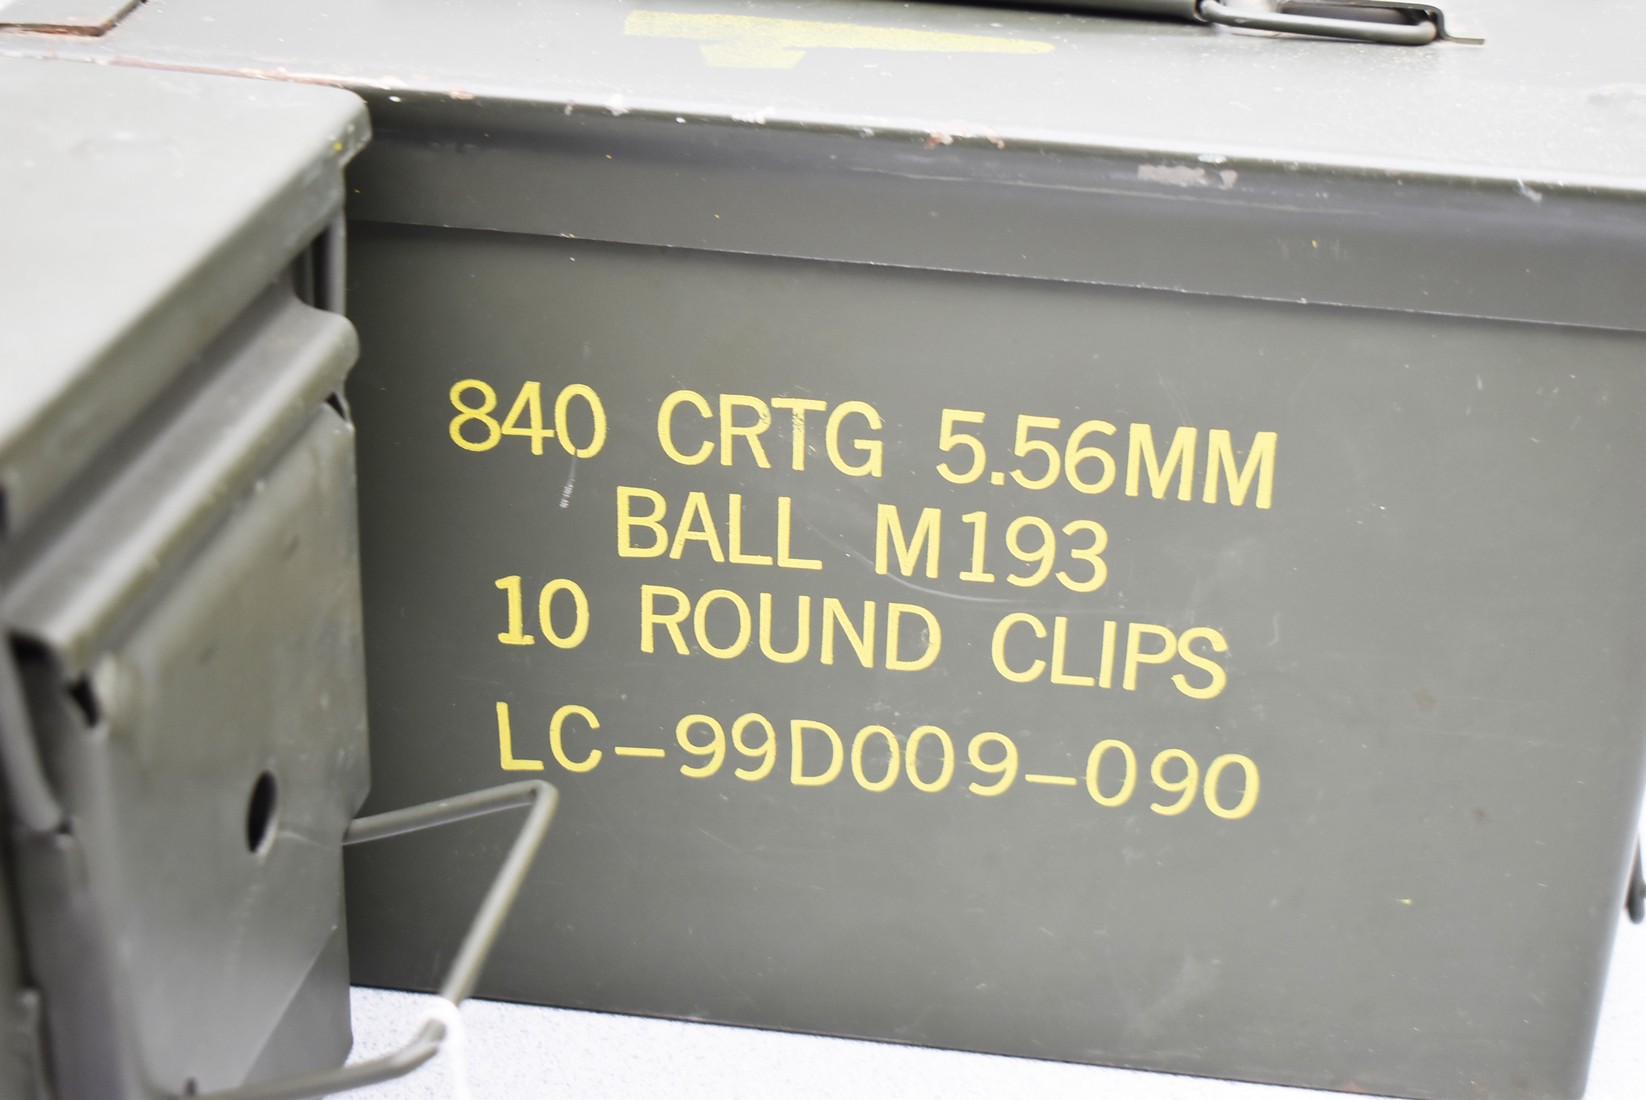 840 CRTG 5.56MM
BALL M193
10 ROUND CLIPS
LC-99D009-090